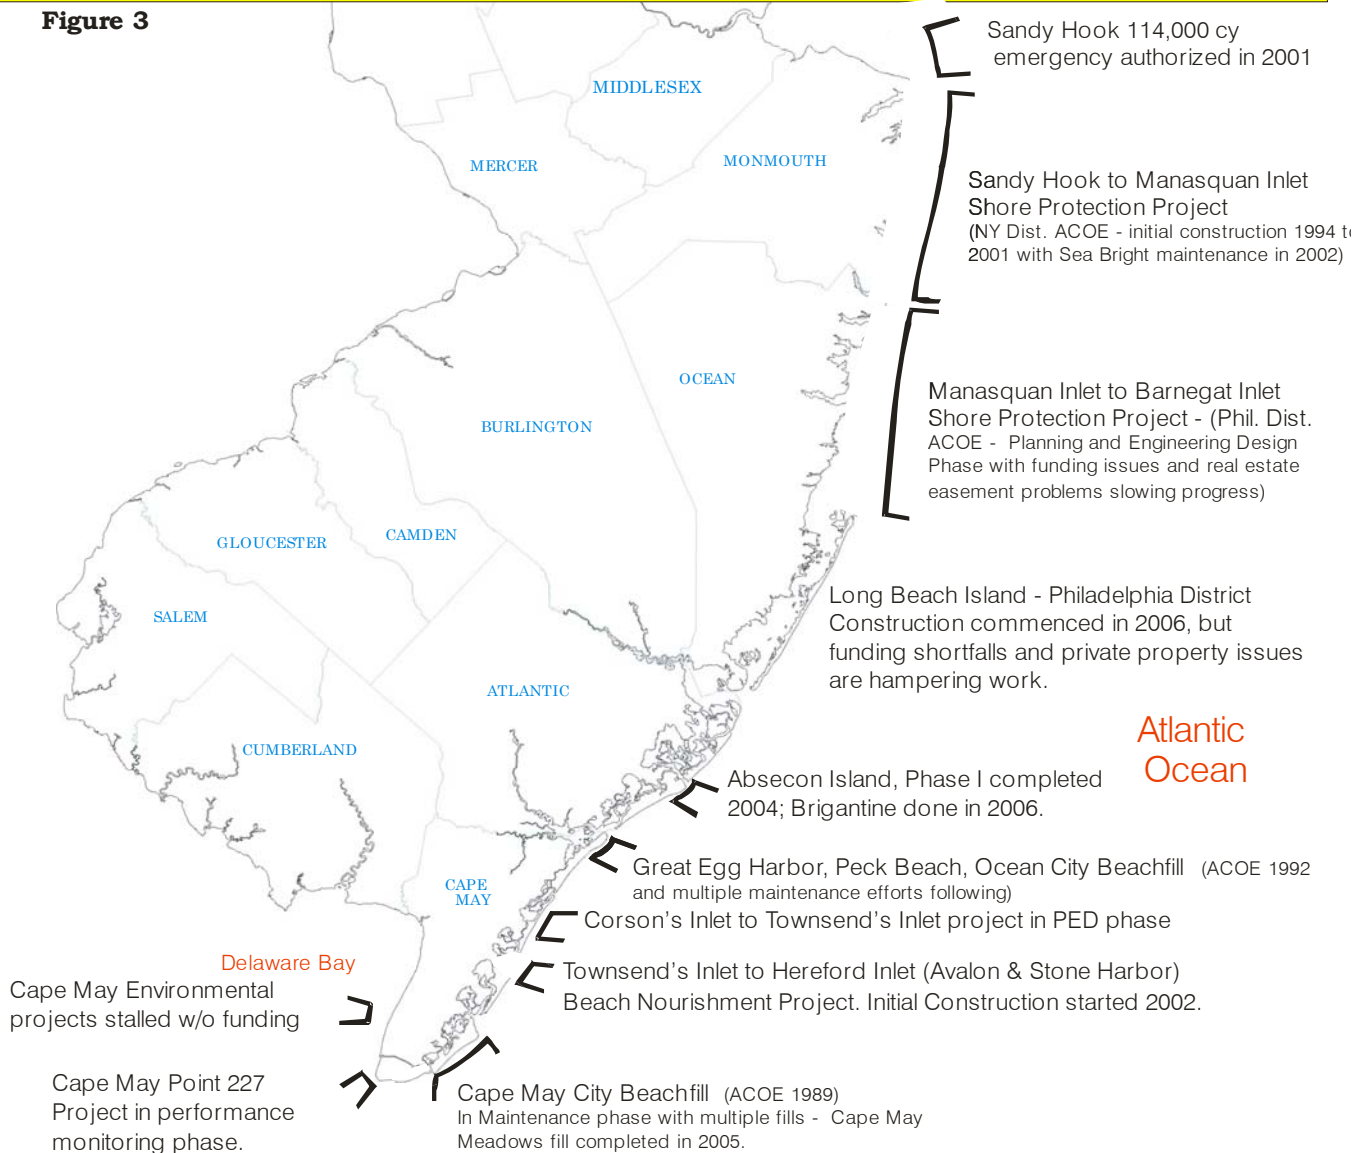 Figure 3
Sandy Hook 114,000 cy
emergency authorized in 2001
MIDDLESEX
MERCER
MONMOUTH
Sandy Hook to Manasquan Inlet
Shore Protection Project
(NY Dist. ACOE - initial construction 1994 to
2001 with Sea Bright maintenance in 2002)
OCEAN
BURLINGTON
Manasquan Inlet to Barnegat Inlet
Shore Protection Project - (Phil. Dist.
ACOE - Planning and Engineering Design
Phase with funding issues and real estate
easement problems slowing progress)
GLOUCESTER
CAMDEN
SALEM
Long Beach Island - Philadelphia District
Construction commenced in 2006, but
funding shortfalls and private property issues
are hampering work.
ATLANTIC
CUMBERLAND
Atlantic
Ocean
Absecon Island, Phase I completed
2004; Brigantine done in 2006.
Great Egg Harbor, Peck Beach, Ocean City Beachfill (ACOE 1992
and multiple maintenance efforts following)
CAPE
MAY
Corson's Inlet to Townsend's Inlet project in PED phase
Delaware Bay
Townsend's Inlet to Hereford Inlet (Avalon & Stone Harbor)
Beach Nourishment Project. Initial Construction started 2002.
Cape May Environmental
projects stalled w/o funding
Cape May Point 227
Project in performance
monitoring phase.
Cape May City Beachfill (ACOE 1989)
In Maintenance phase with multiple fills - Cape May
Meadows fill completed in 2005.